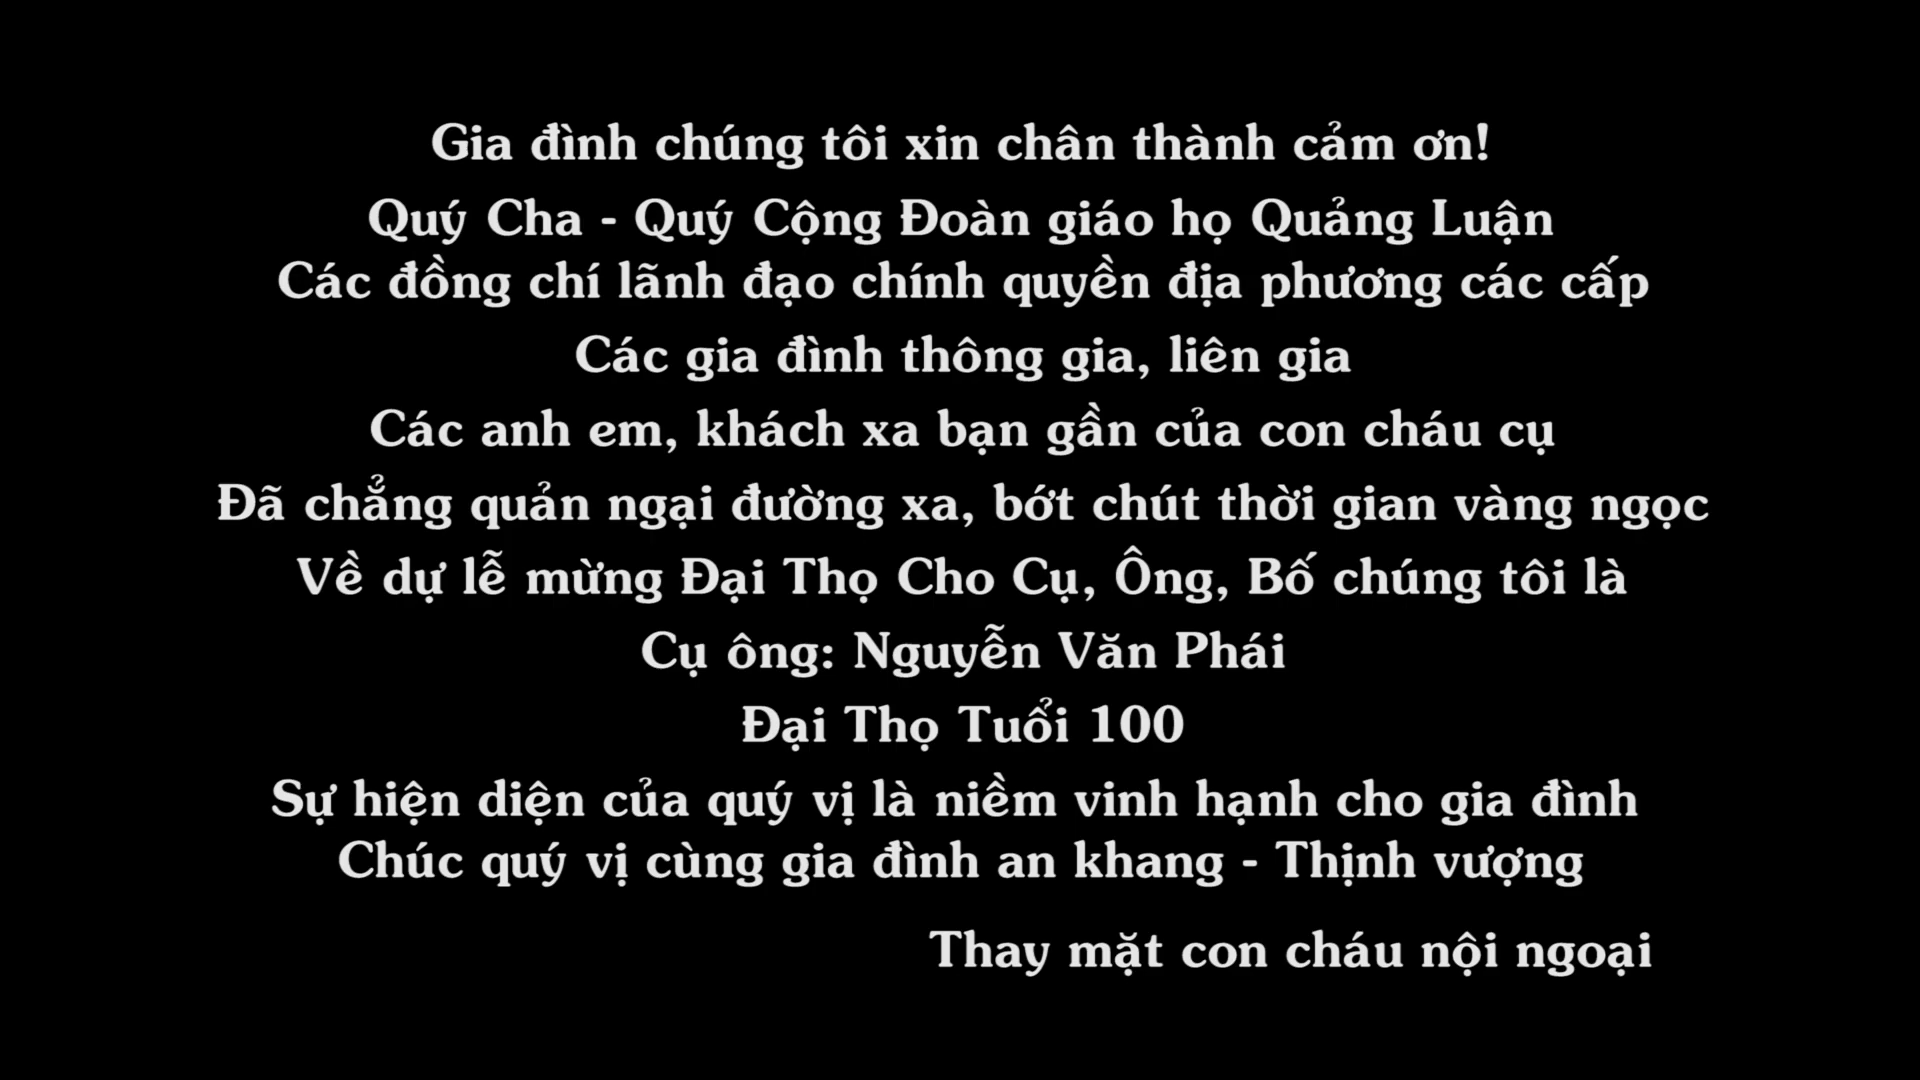 Gia đình chúng tôi xin chân thành cảm ơn!
Quý Cha - Quý Cộng Đoàn giáo họ Quảng Luận
Các đồng chí lãnh đạo chính quyền địa phương các cấp
Các gia đình thông gia, liên gia
Các anh em, khách xa bạn gần của con cháu cụ
Đã chẳng quản ngại đường xa, bớt chút thời gian vàng ngọc
Về dự lễ mừng Đại Thọ Cho Cụ, Ông, Bố chúng tôi là
Cụ ông: Nguyễn Văn Phái
Đại Thọ Tuổi 100
Sự hiện diện của quý vị là niềm vinh hạnh cho gia đình
Chúc quý vị cùng gia đình an khang - Thịnh vượng
Thay mặt con cháu nội ngoại